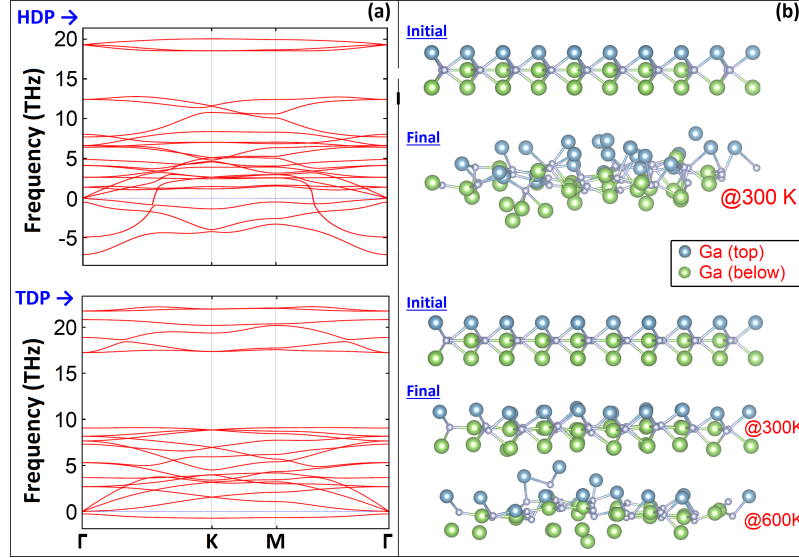 HDP →
(a)
Frequency (THz)
20
15
10
5
0
-5
TDP →
Frequency (THz)
20
15
10
5
0
Γ K M Γ
(b)
Initial
Final
@300 K
Ga (top)
Ga (below)
Initial
Final
@300K
@600K